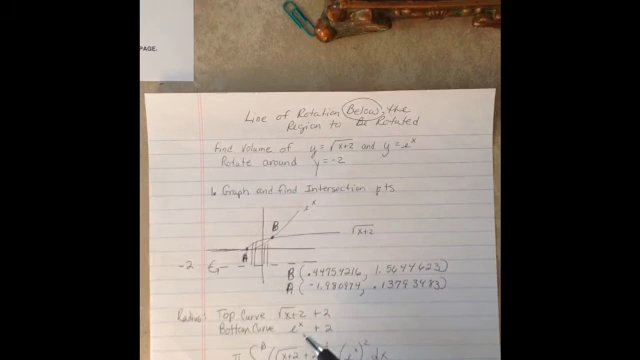 PAGE.
Line of Rotation Below the
Region to Be Rotated
Find Volume of y = √x+2 and y = e^x
Rotate around y = -2
Graph and find Intersection pts
e^x
B
√x+2
A
-2
B (.44754216, 1.5644623)
A (-1.980974, .13793483)
Radius: Top Curve √x+2 + 2
Bottom Curve e^x + 2